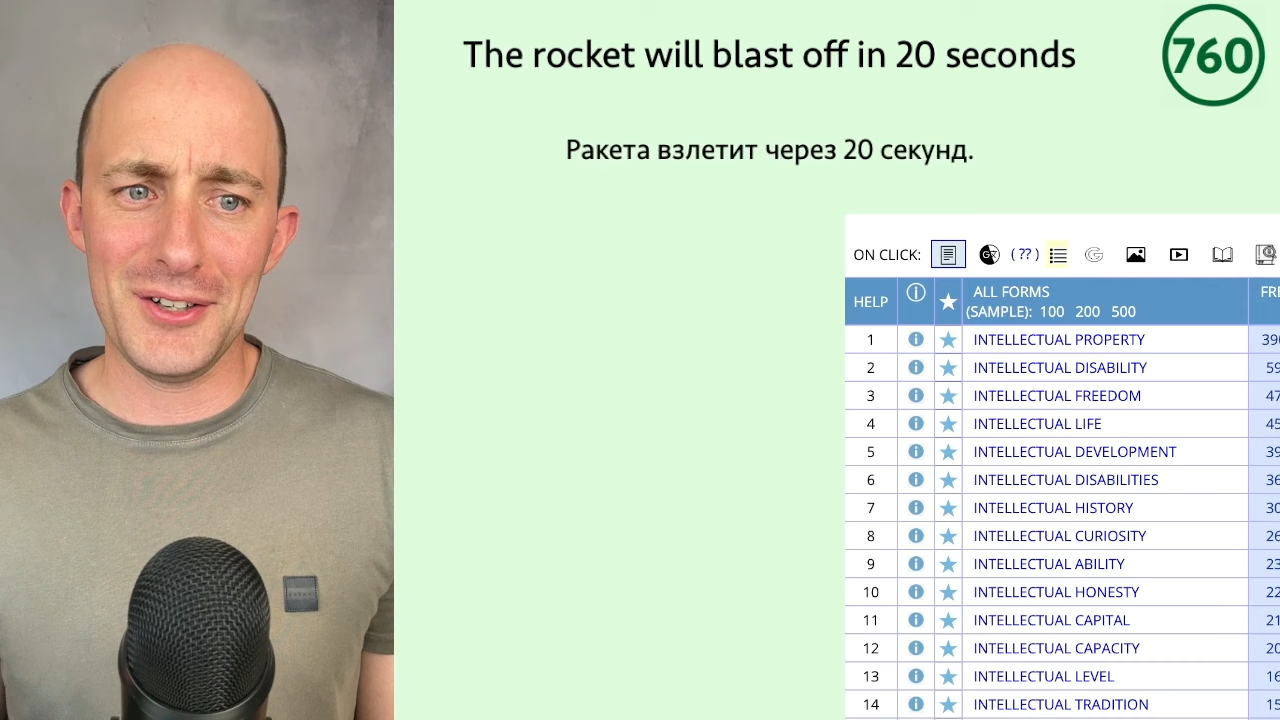 The rocket will blast off in 20 seconds
760
Ракета взлетит через 20 секунд.
ON CLICK: (??)
HELP ALL FORMS (SAMPLE): 100 200 500
1 INTELLECTUAL PROPERTY
2 INTELLECTUAL DISABILITY
3 INTELLECTUAL FREEDOM
4 INTELLECTUAL LIFE
5 INTELLECTUAL DEVELOPMENT
6 INTELLECTUAL DISABILITIES
7 INTELLECTUAL HISTORY
8 INTELLECTUAL CURIOSITY
9 INTELLECTUAL ABILITY
10 INTELLECTUAL HONESTY
11 INTELLECTUAL CAPITAL
12 INTELLECTUAL CAPACITY
13 INTELLECTUAL LEVEL
14 INTELLECTUAL TRADITION